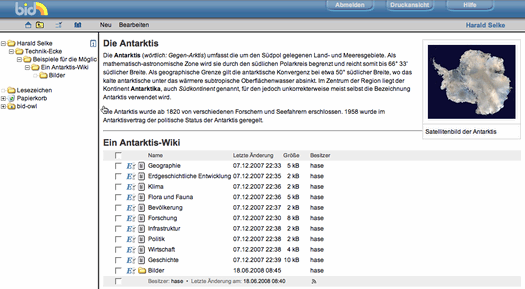 bid
Abmelden Druckansicht Hilfe
Neu Bearbeiten Harald Selke
Harald Selke
Technik-Ecke
Beispiele für die Möglic
Ein Antarktis-Wiki
Bilder
Lesezeichen
Papierkorb
bid-owl
Die Antarktis
Die Antarktis (wörtlich: Gegen-Arktis) umfasst die um den Südpol gelegenen Land- und Meeresgebiete. Als
mathematisch-astronomische Zone wird sie durch den südlichen Polarkreis begrenzt und reicht somit bis 66° 33'
südlicher Breite. Als geographische Grenze gilt die antarktische Konvergenz bei etwa 50° südlicher Breite, wo das
kalte antarktische unter das wärmere subtropische Oberflächenwasser absinkt. Im Zentrum der Region liegt der
Kontinent Antarktika, auch Südkontinent genannt, für den jedoch unkorrekterweise meist selbst die Bezeichnung
Antarktis verwendet wird.
Die Antarktis wurde ab 1820 von verschiedenen Forschern und Seefahrern erschlossen. 1958 wurde im
Antarktisvertrag der politische Status der Antarktis geregelt.
Satellitenbild der Antarktis
Ein Antarktis-Wiki
Name Letzte Änderung Größe Besitzer
Geographie 07.12.2007 22:33 5 kB hase
Erdgeschichtliche Entwicklung 07.12.2007 22:35 2 kB hase
Klima 07.12.2007 22:36 2 kB hase
Flora und Fauna 07.12.2007 22:36 5 kB hase
Bevölkerung 07.12.2007 22:37 2 kB hase
Forschung 07.12.2007 22:30 8 kB hase
Infrastruktur 07.12.2007 22:38 2 kB hase
Politik 07.12.2007 22:38 2 kB hase
Wirtschaft 07.12.2007 22:38 4 kB hase
Geschichte 07.12.2007 22:39 10 kB hase
Bilder 18.06.2008 08:45 hase
Besitzer: hase • Letzte Änderung am: 18.06.2008 08:40